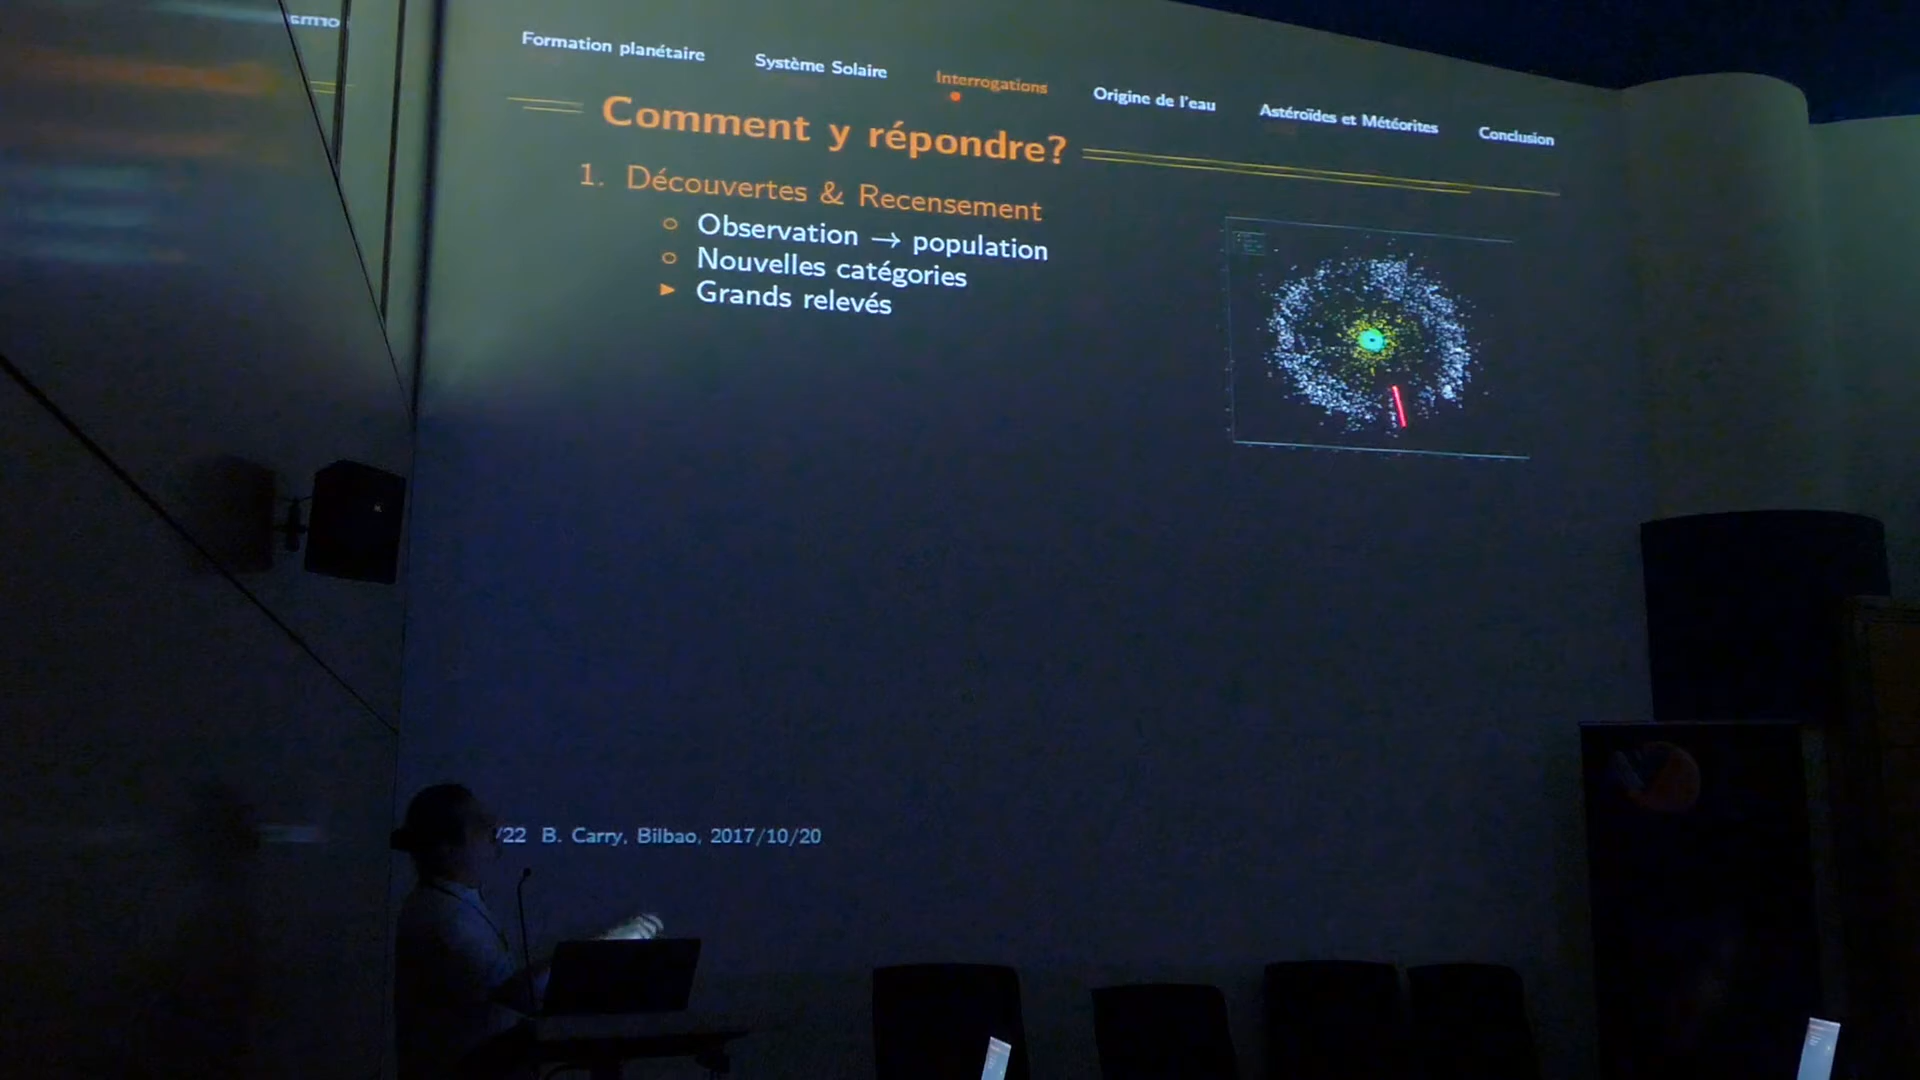 Formation planétaire Système Solaire Interrogations Origine de l'eau Astéroïdes et Météorites Conclusion
Comment y répondre?
1. Découvertes & Recensement
Observation → population
Nouvelles catégories
Grands relevés
/22 B. Carry, Bilbao, 2017/10/20